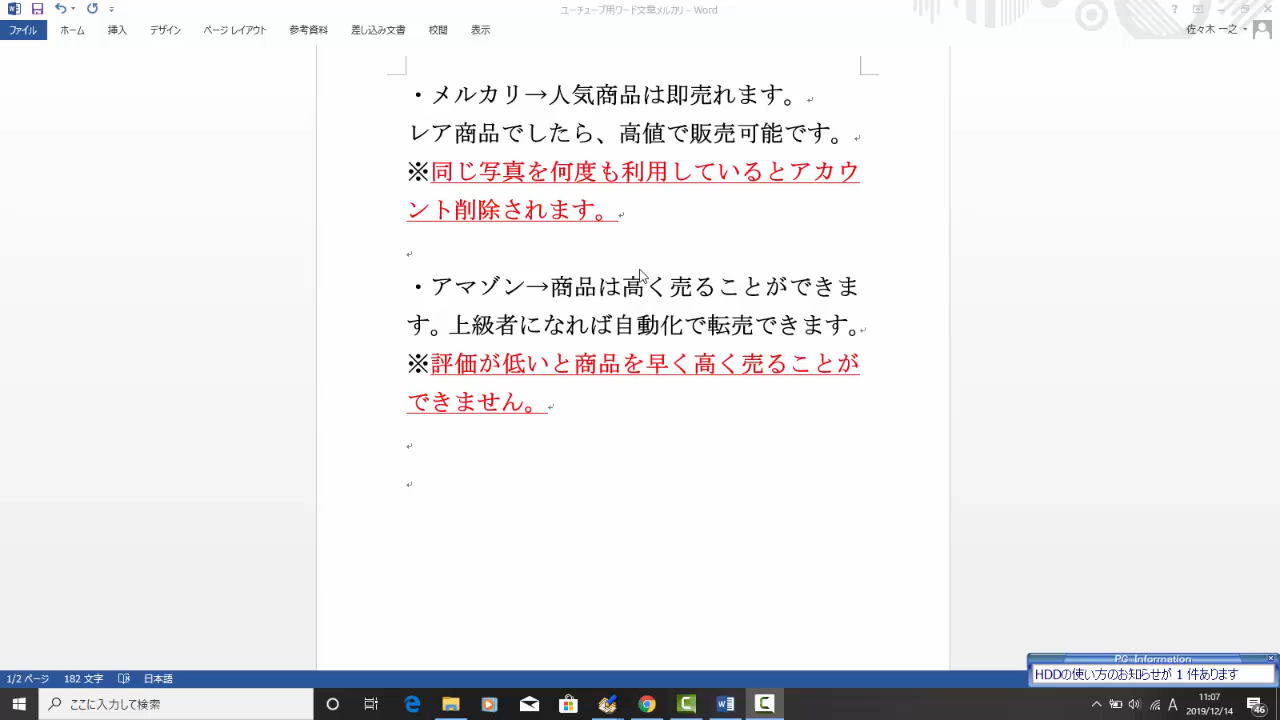 ユーチューブ用ワード文章メルカリ - Word
ファイル ホーム 挿入 デザイン ページ レイアウト 参考資料 差し込み文書 校閲 表示 佐々木 一之
・メルカリ→人気商品は即売れます。
レア商品でしたら、高値で販売可能です。
※同じ写真を何度も利用しているとアカウ
ント削除されます。
・アマゾン→商品は高く売ることができま
す。上級者になれば自動化で転売できます。
※評価が低いと商品を早く高く売ることが
できません。
PC Information
HDDの使い方のお知らせが 1 件あります
1/2 ページ 182 文字 日本語
ここに入力して検索
A 11:07
2019/12/14 46